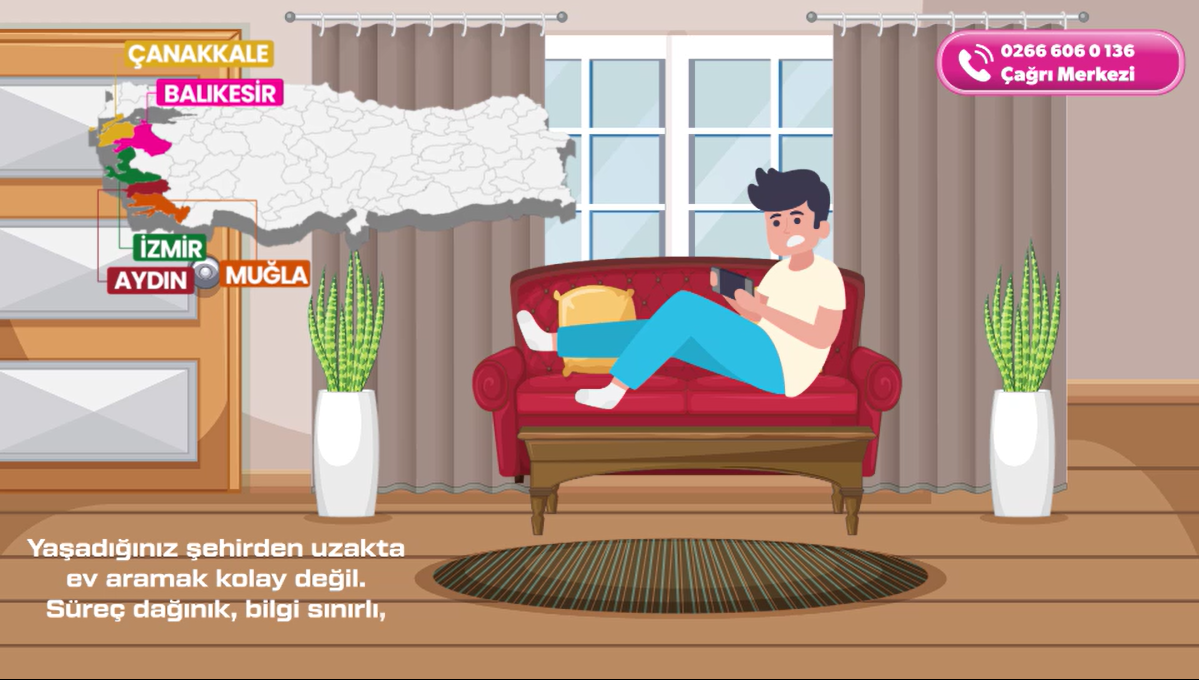 ÇANAKKALE
BALIKESİR
İZMİR
AYDIN
MUĞLA
0266 606 0 136
Çağrı Merkezi
Yaşadığınız şehirden uzakta
ev aramak kolay değil.
Süreç dağınık, bilgi sınırlı,